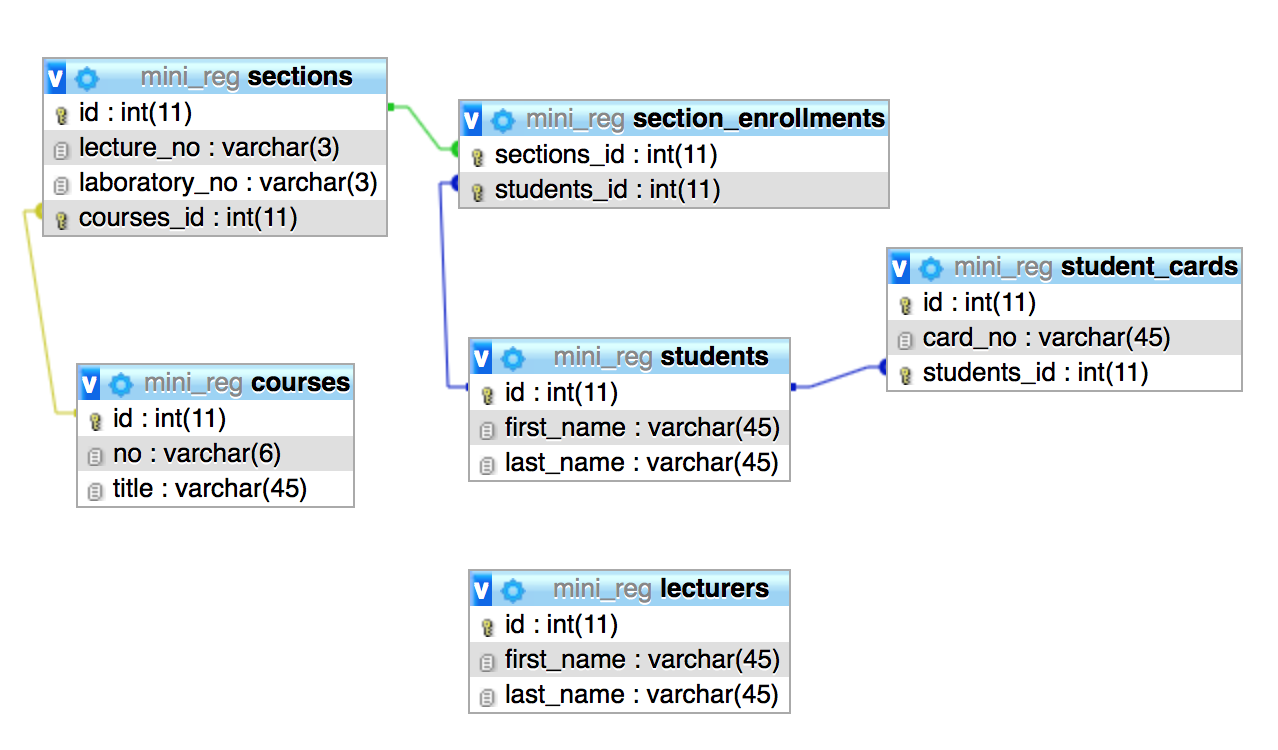 v mini_reg sections
id : int(11)
lecture_no : varchar(3)
laboratory_no : varchar(3)
courses_id : int(11)
v mini_reg section_enrollments
sections_id : int(11)
students_id : int(11)
v mini_reg student_cards
id : int(11)
card_no : varchar(45)
students_id : int(11)
v mini_reg students
id : int(11)
first_name : varchar(45)
last_name : varchar(45)
v mini_reg courses
id : int(11)
no : varchar(6)
title : varchar(45)
v mini_reg lecturers
id : int(11)
first_name : varchar(45)
last_name : varchar(45)